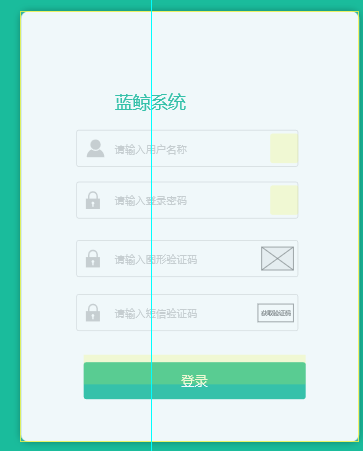 蓝鲸系统
请输入用户名称
请输入登录密码
请输入图形验证码
请输入短信验证码
获取验证码
登录